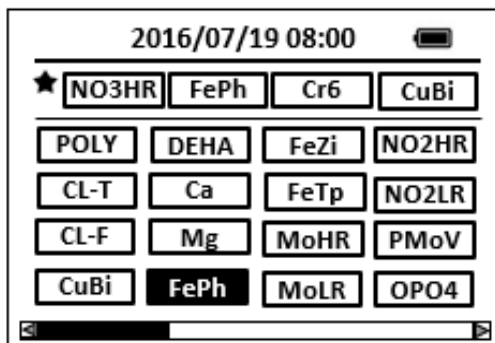 2016/07/19 08:00
NO3HR FePh Cr6 CuBi
POLY DEHA FeZi NO2HR
CL-T Ca FeTp NO2LR
CL-F Mg MoHR PMoV
CuBi FePh MoLR OPO4